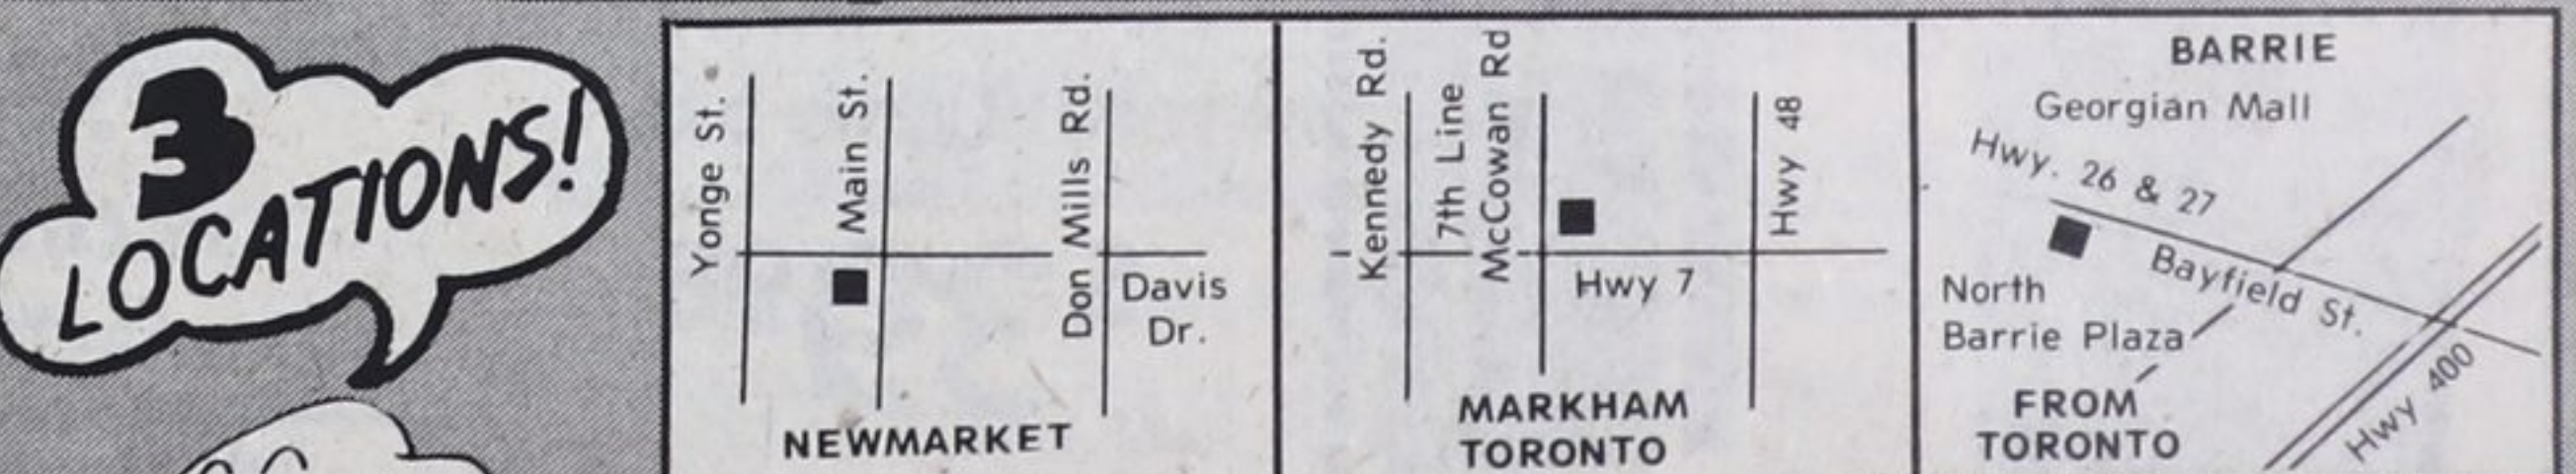 3
LOCATIONS!
Yonge St.
Main St.
Don Mills Rd.
Davis
Dr.
NEWMARKET
Kennedy Rd.
7th Line
McCowan Rd
Hwy 48
Hwy 7
MARKHAM
TORONTO
BARRIE
Georgian Mall
Hwy. 26 & 27
Bayfield St.
North
Barrie Plaza
FROM
TORONTO
Hwy 400